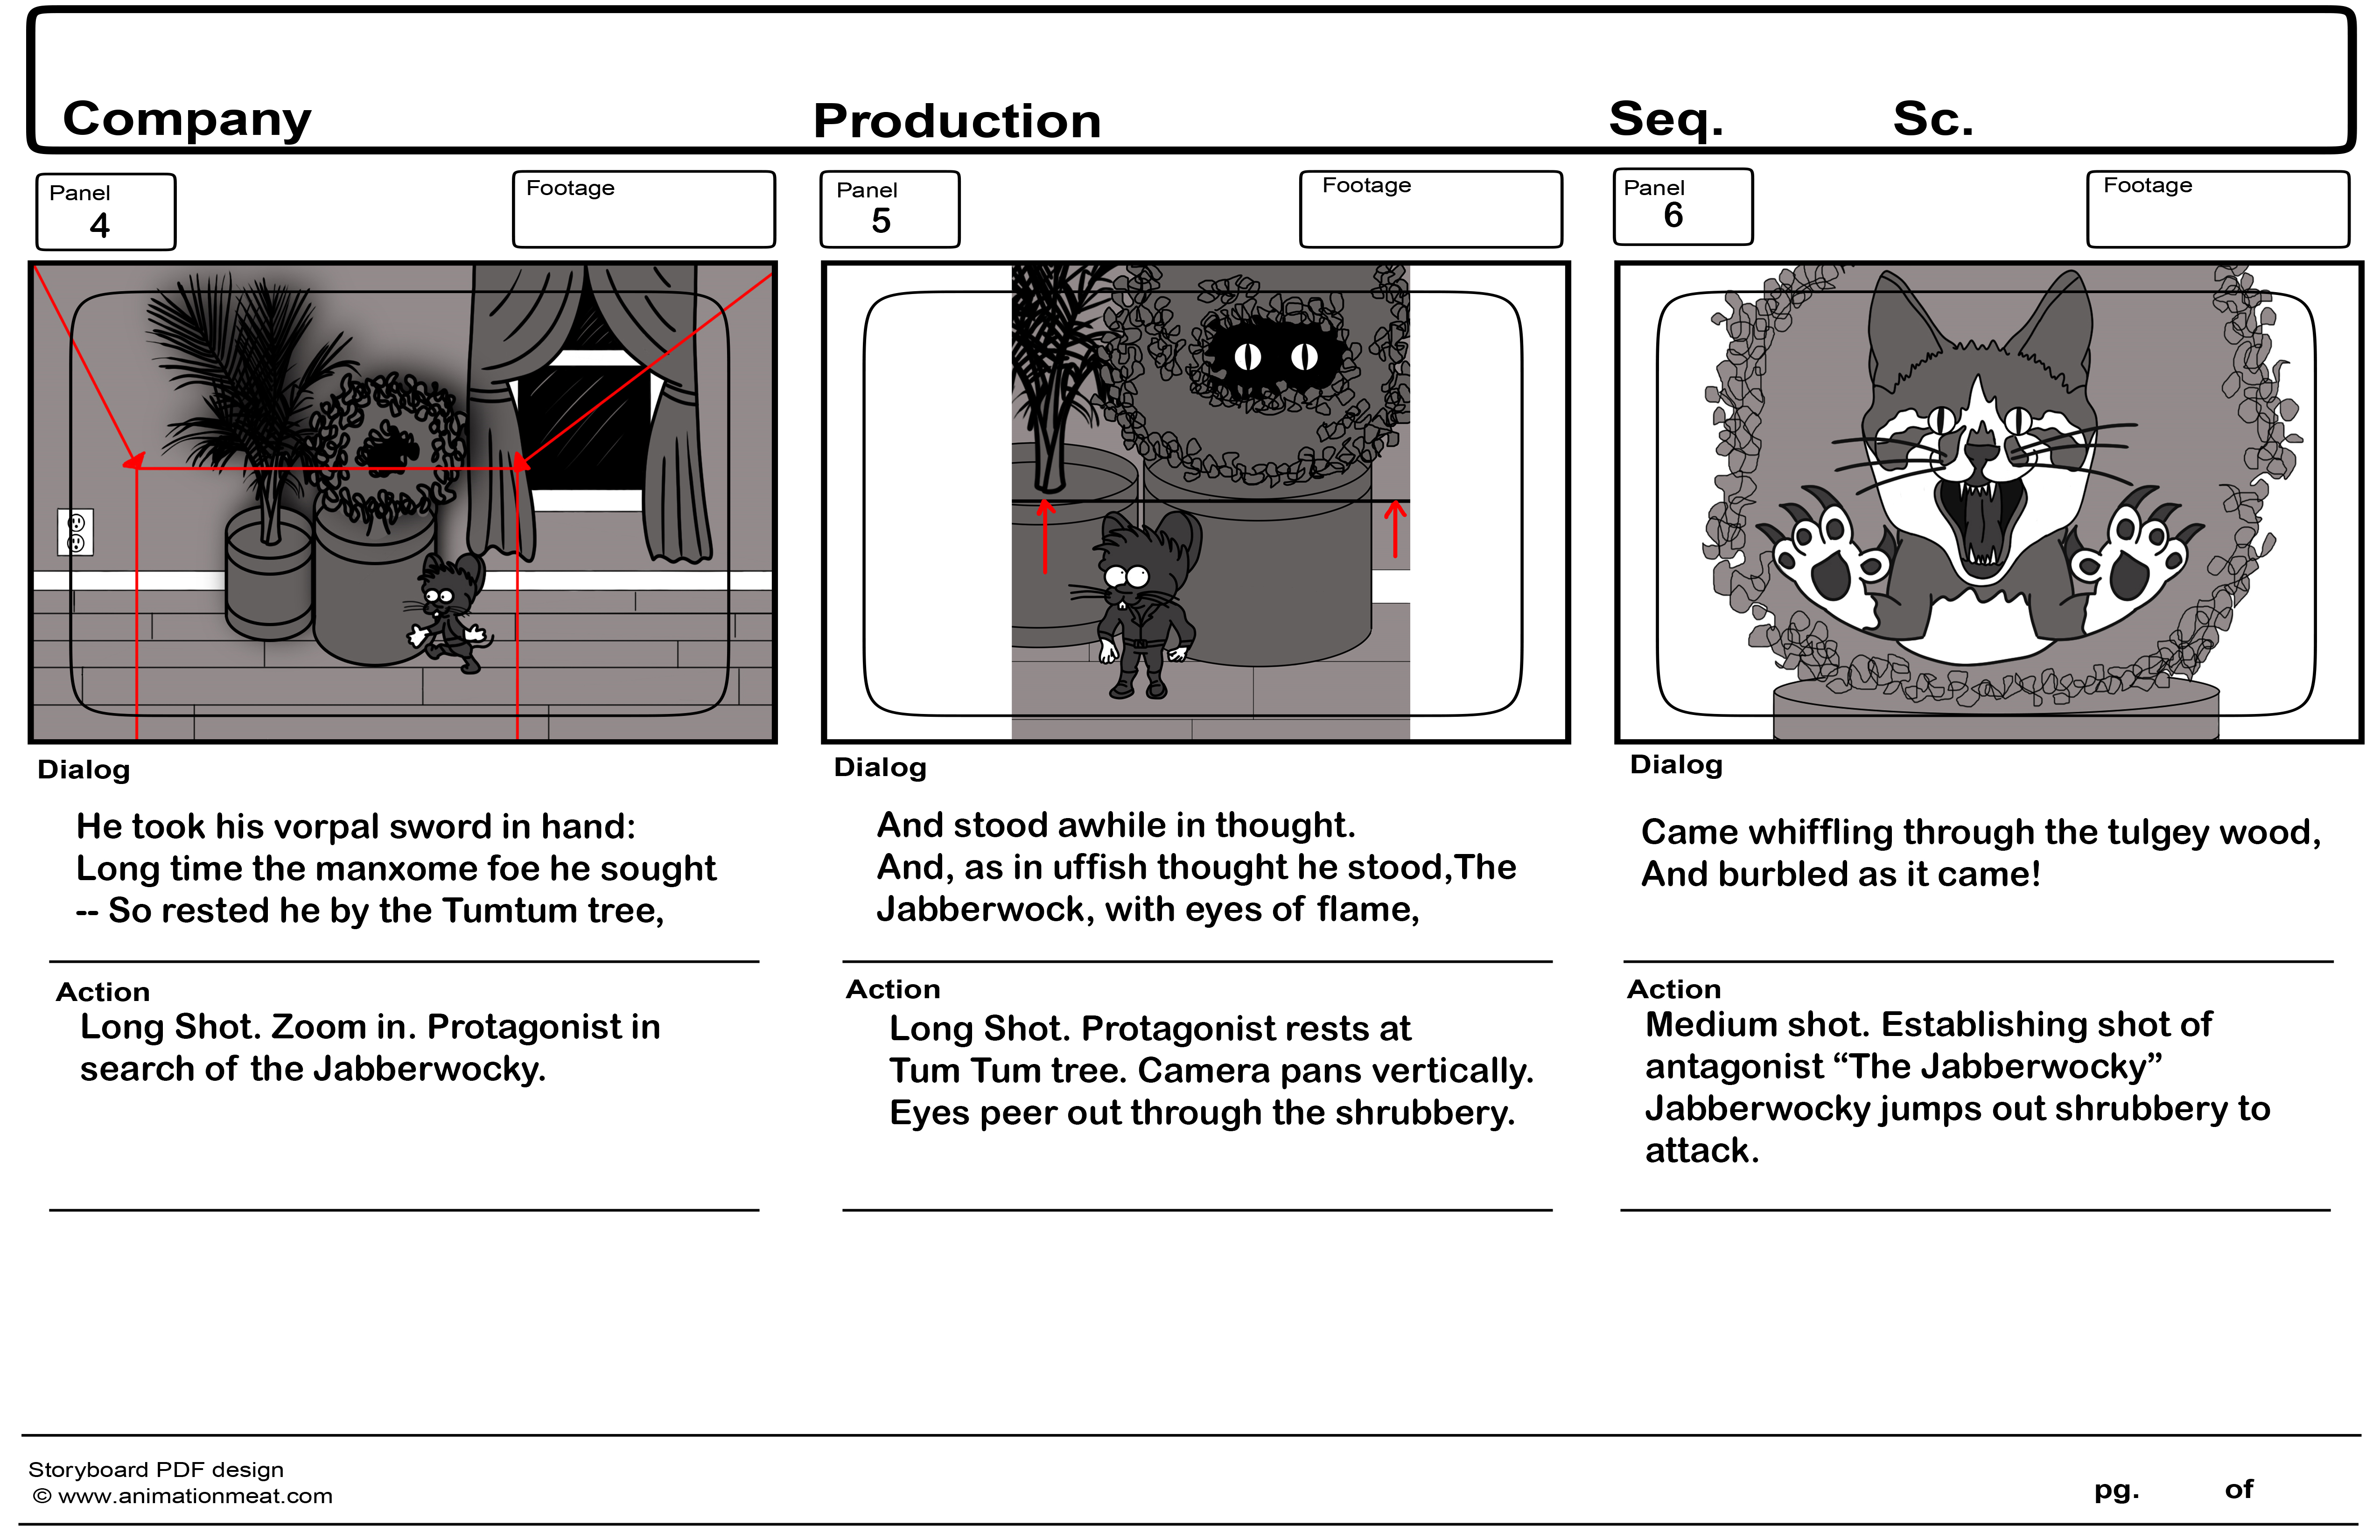 Company
Production
Seq.
Sc.
Panel
4
Footage
Panel
5
Footage
Panel
6
Footage
Dialog
He took his vorpal sword in hand:
Long time the manxome foe he sought
-- So rested he by the Tumtum tree,
Action
Long Shot. Zoom in. Protagonist in
search of the Jabberwocky.
Dialog
And stood awhile in thought.
And, as in uffish thought he stood,The
Jabberwock, with eyes of flame,
Action
Long Shot. Protagonist rests at
Tum Tum tree. Camera pans vertically.
Eyes peer out through the shrubbery.
Dialog
Came whiffling through the tulgey wood,
And burbled as it came!
Action
Medium shot. Establishing shot of
antagonist “The Jabberwocky”
Jabberwocky jumps out shrubbery to
attack.
Storyboard PDF design
© www.animationmeat.com
pg.
of